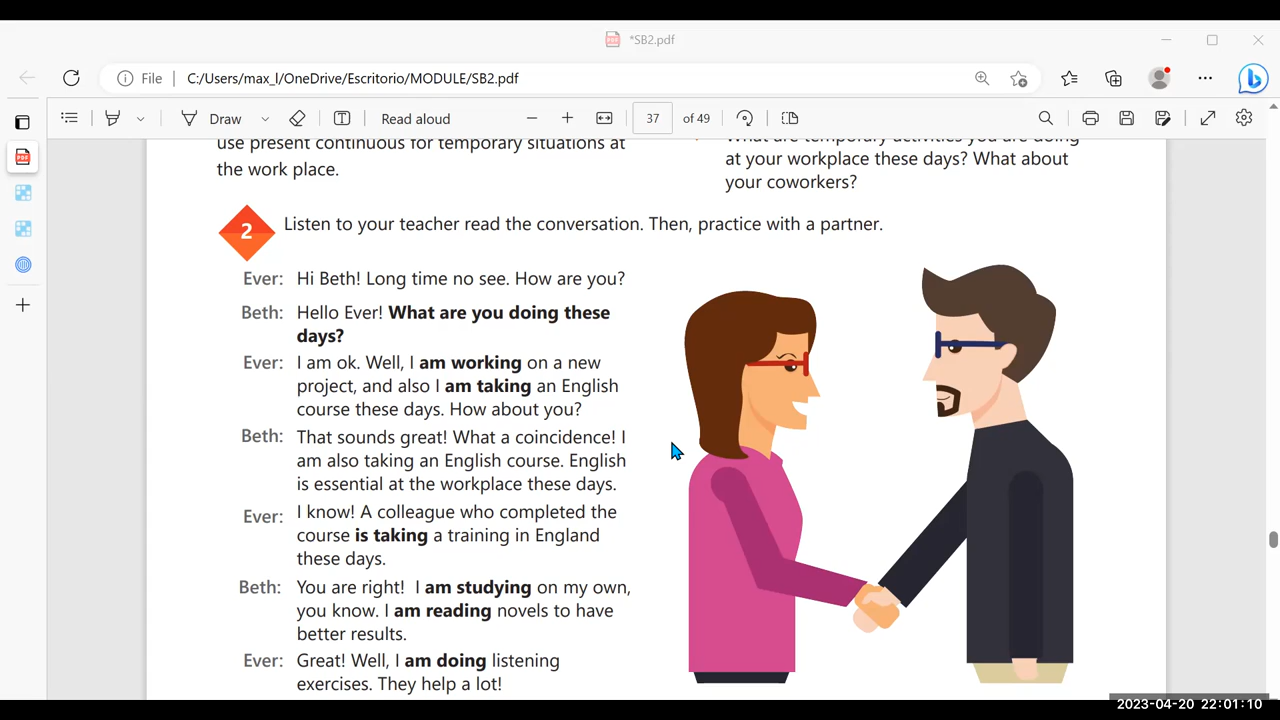 *SB2.pdf
File
C:/Users/max_l/OneDrive/Escritorio/MODULE/SB2.pdf
Draw
Read aloud
37 of 49
use present continuous for temporary situations at
the work place.
What are temporary activities you are doing
at your workplace these days? What about
your coworkers?
2 Listen to your teacher read the conversation. Then, practice with a partner.
Ever: Hi Beth! Long time no see. How are you?
Beth: Hello Ever! What are you doing these
days?
Ever: I am ok. Well, I am working on a new
project, and also I am taking an English
course these days. How about you?
Beth: That sounds great! What a coincidence! I
am also taking an English course. English
is essential at the workplace these days.
Ever: I know! A colleague who completed the
course is taking a training in England
these days.
Beth: You are right! I am studying on my own,
you know. I am reading novels to have
better results.
Ever: Great! Well, I am doing listening
exercises. They help a lot!
2023-04-20 22:01:10